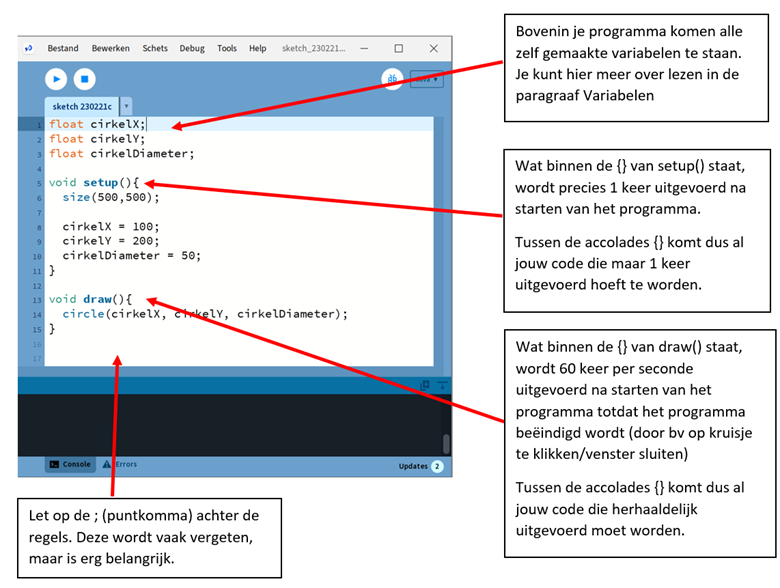 Bestand Bewerken Schets Debug Tools Help sketch_230221...
sketch 230221c
1 float cirkelX;
2 float cirkelY;
3 float cirkelDiameter;
4
5 void setup(){
6 size(500,500);
7
8 cirkelX = 100;
9 cirkelY = 200;
10 cirkelDiameter = 50;
11 }
12
13 void draw(){
14 circle(cirkelX, cirkelY, cirkelDiameter);
15 }
16
17
Console Errors
Updates 2
Bovenin je programma komen alle
zelf gemaakte variabelen te staan.
Je kunt hier meer over lezen in de
paragraaf Variabelen
Wat binnen de {} van setup() staat,
wordt precies 1 keer uitgevoerd na
starten van het programma.
Tussen de accolades {} komt dus al
jouw code die maar 1 keer
uitgevoerd hoeft te worden.
Wat binnen de {} van draw() staat,
wordt 60 keer per seconde
uitgevoerd na starten van het
programma totdat het programma
beëindigd wordt (door bv op kruisje
te klikken/venster sluiten)
Tussen de accolades {} komt dus al
jouw code die herhaaldelijk
uitgevoerd moet worden.
Let op de ; (puntkomma) achter de
regels. Deze wordt vaak vergeten,
maar is erg belangrijk.